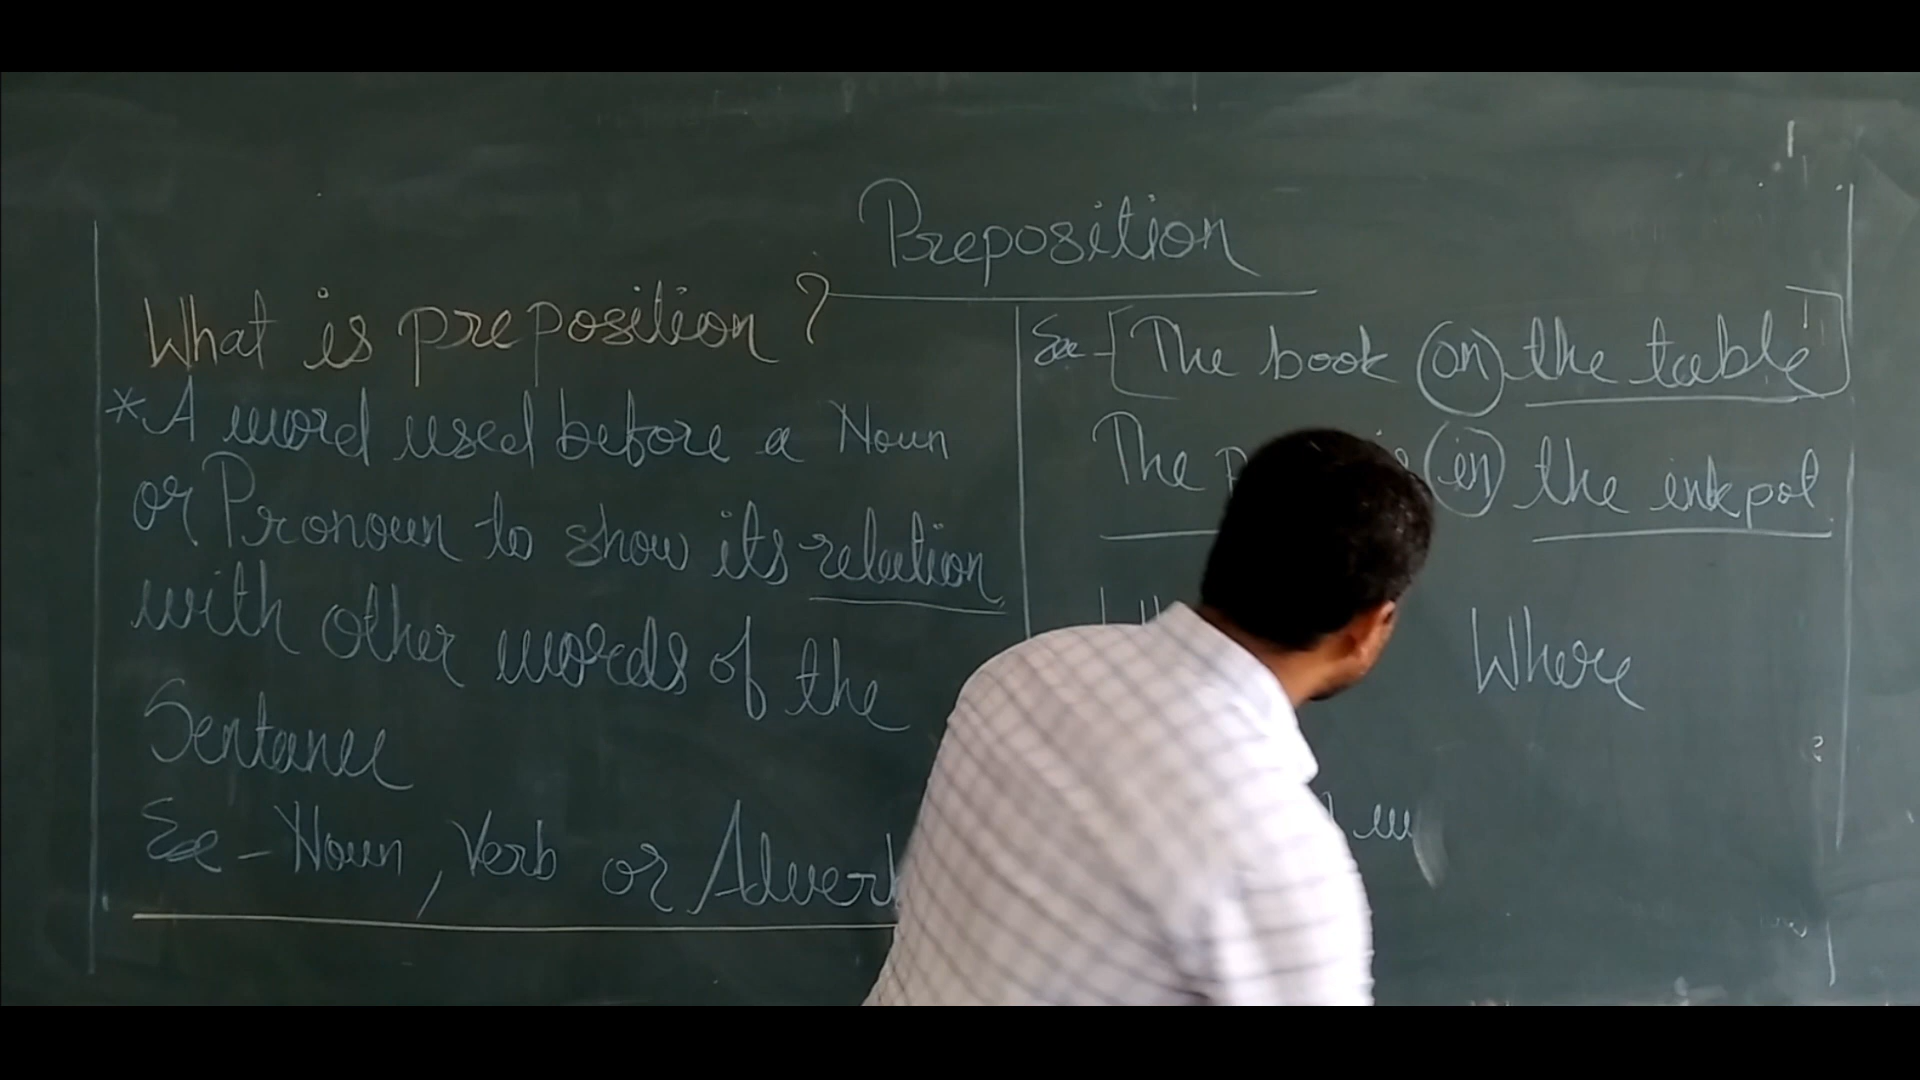 Preposition
What is preposition ?
* A word used before a Noun
or Pronoun to show its relation
with other words of the
Sentance
Ex - Noun, Verb or Adverb
Ex - [The book on the table]
The in the inkpot
Where